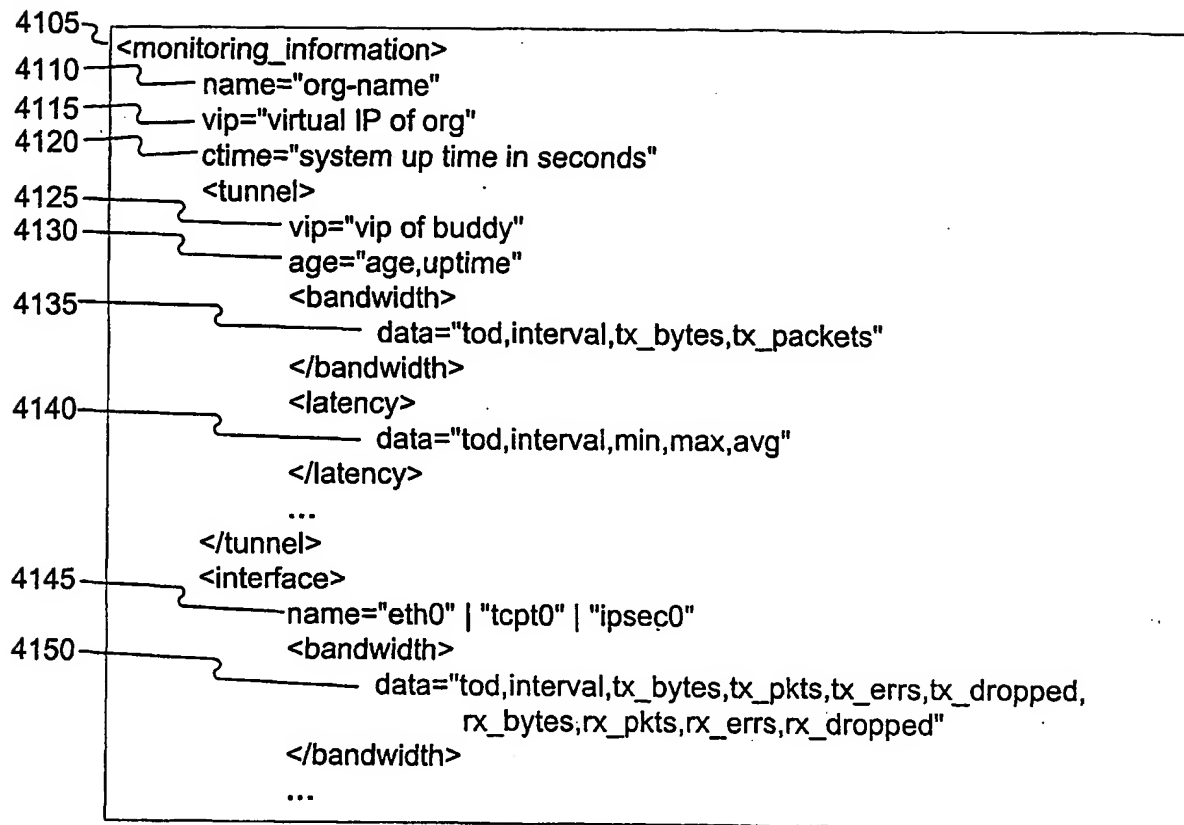 4105
<monitoring_information>
4110
name="org-name"
4115
vip="virtual IP of org"
4120
ctime="system up time in seconds"
<tunnel>
4125
vip="vip of buddy"
4130
age="age,uptime"
<bandwidth>
4135
data="tod,interval,tx_bytes,tx_packets"
</bandwidth>
<latency>
4140
data="tod,interval,min,max,avg"
</latency>
...
</tunnel>
<interface>
4145
name="eth0" | "tcpt0" | "ipsec0"
<bandwidth>
4150
data="tod,interval,tx_bytes,tx_pkts,tx_errs,tx_dropped,
rx_bytes,rx_pkts,rx_errs,rx_dropped"
</bandwidth>
...